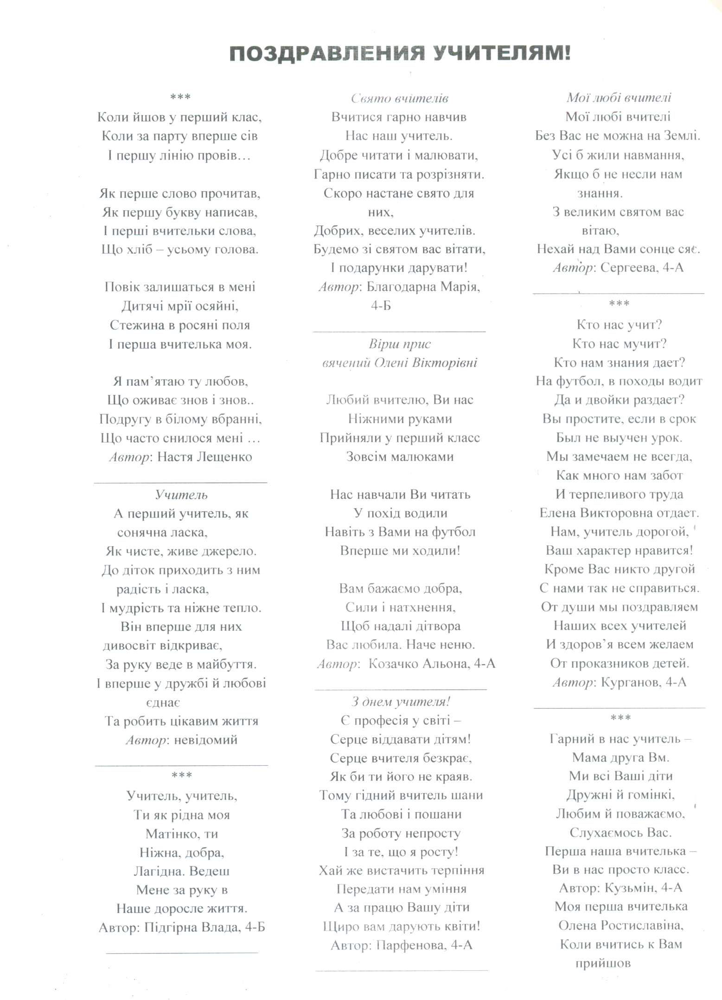 ПОЗДРАВЛЕНИЯ УЧИТЕЛЯМ!
***
Коли йшов у перший клас,
Коли за парту вперше сів
І першу лінію провів…
Як перше слово прочитав,
Як першу букву написав,
І перші вчительки слова,
Що хліб – усьому голова.
Повік залишаться в мені
Дитячі мрії осяйні,
Стежина в росяні поля
І перша вчителька моя.
Я пам’ятаю ту любов,
Що оживає знов і знов..
Подругу в білому вбранні,
Що часто снилося мені …
Автор: Настя Лещенко
Учитель
А перший учитель, як
сонячна ласка,
Як чисте, живе джерело.
До діток приходить з ним
радість і ласка,
І мудрість та ніжне тепло.
Він вперше для них
дивосвіт відкриває,
За руку веде в майбуття.
І вперше у дружбі й любові
єднає
Та робить цікавим життя
Автор: невідомий
***
Учитель, учитель,
Ти як рідна моя
Матінко, ти
Ніжна, добра,
Лагідна. Ведеш
Мене за руку в
Наше доросле життя.
Автор: Підгірна Влада, 4-Б
Свято вчителів
Вчитися гарно навчив
Нас наш учитель.
Добре читати і малювати,
Гарно писати та розрізняти.
Скоро настане свято для
них,
Добрих, веселих учителів.
Будемо зі святом вас вітати,
І подарунки дарувати!
Автор: Благодарна Марія,
4-Б
Вірш прис
вячений Олені Вікторівні
Любий вчителю, Ви нас
Ніжними руками
Прийняли у перший класс
Зовсім малюками
Нас навчали Ви читать
У похід водили
Навіть з Вами на футбол
Вперше ми ходили!
Вам бажаємо добра,
Сили і натхнення,
Щоб надалі дітвора
Вас любила. Наче неню.
Автор: Козачко Альона, 4-А
З днем учителя!
Є професія у світі –
Серце віддавати дітям!
Серце вчителя безкрає,
Як би ти його не краяв.
Тому гідний вчитель шани
Та любові і пошани
За роботу непросту
І за те, що я росту!
Хай же вистачить терпіння
Передати нам уміння
А за працю Вашу діти
Щиро вам дарують квіти!
Автор: Парфенова, 4-А
Мої любі вчителі
Мої любі вчителі
Без Вас не можна на Землі.
Усі б жили навмання,
Якщо б не несли нам
знання.
З великим святом вас
вітаю,
Нехай над Вами сонце сяє.
Автор: Сергеева, 4-А
***
Кто нас учит?
Кто нас мучит?
Кто нам знания дает?
На футбол, в походы водит
Да и двойки раздает?
Вы простите, если в срок
Был не выучен урок.
Мы замечаем не всегда,
Как много нам забот
И терпеливого труда
Елена Викторовна отдает.
Нам, учитель дорогой,
Ваш характер нравится!
Кроме Вас никто другой
С нами так не справиться.
От души мы поздравляем
Наших всех учителей
И здоров’я всем желаем
От проказников детей.
Автор: Курганов, 4-А
***
Гарний в нас учитель –
Мама друга Вм.
Ми всі Ваші діти
Дружні й гомінкі,
Любим й поважаємо,
Слухаємось Вас.
Перша наша вчителька –
Ви в нас просто класс.
Автор: Кузьмін, 4-А
Моя перша вчителька
Олена Ростиславіна,
Коли вчитись к Вам
прийшов